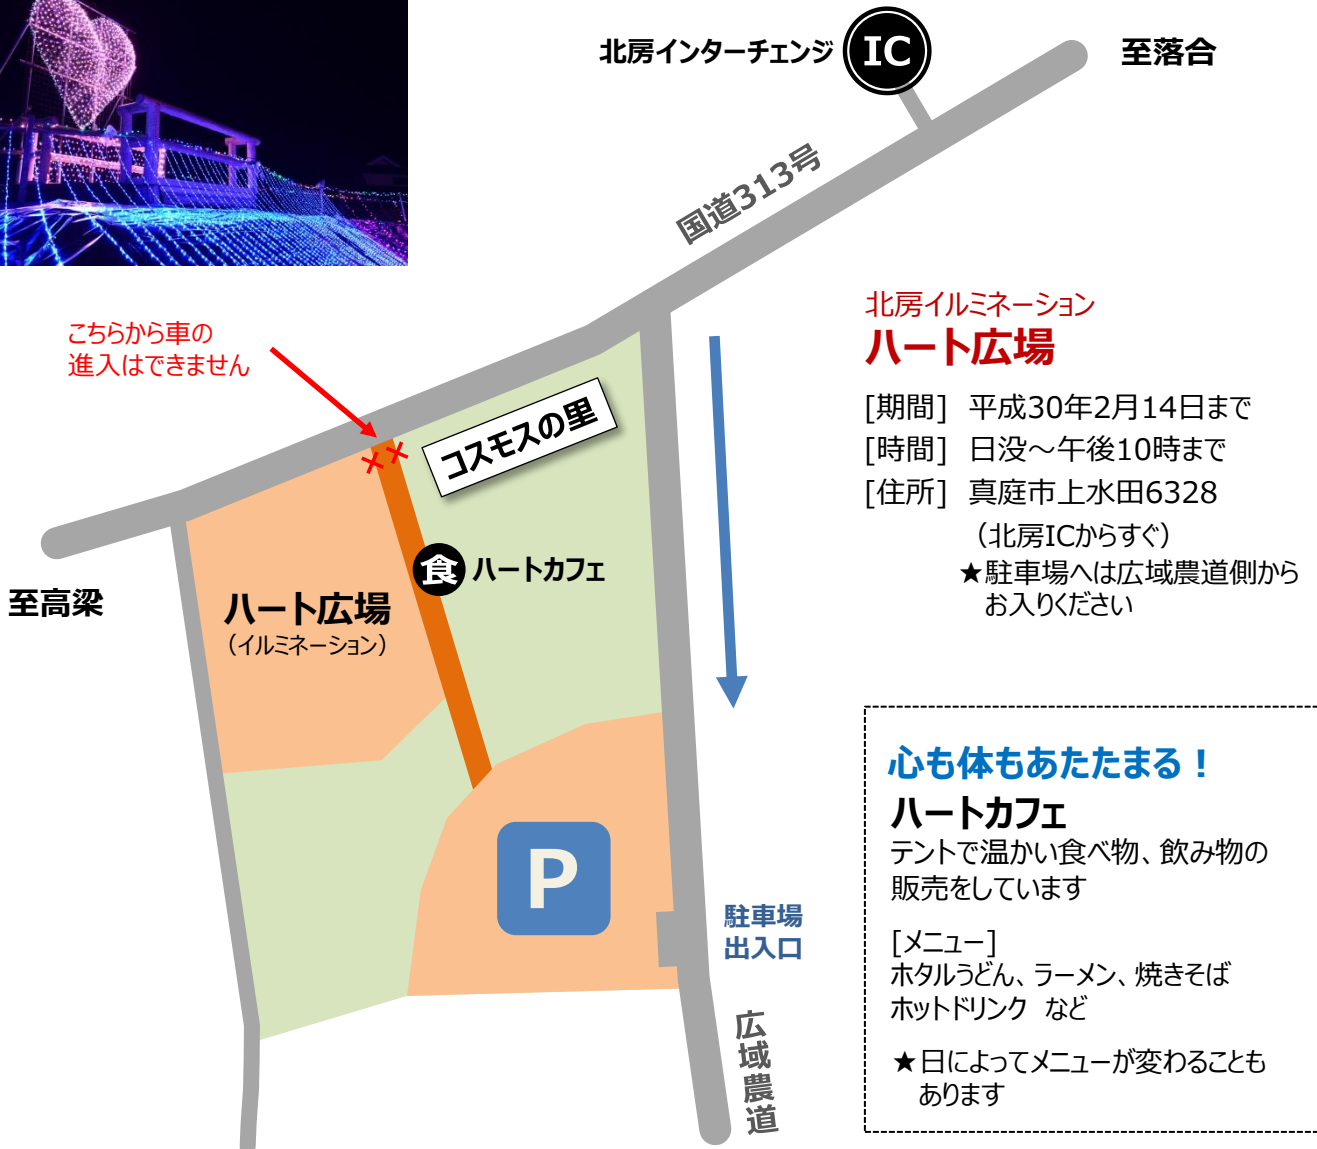 北房インターチェンジ
IC
至落合
国道313号
こちらから車の
進入はできません
コスモスの里
食
ハートカフェ
至高梁
ハート広場
（イルミネーション）
P
駐車場
出入口
広域農道
北房イルミネーション
ハート広場
[期間] 平成30年2月14日まで
[時間] 日没～午後10時まで
[住所] 真庭市上水田6328
（北房ICからすぐ）
★駐車場へは広域農道側から
お入りください
心も体もあたたまる！
ハートカフェ
テントで温かい食べ物、飲み物の
販売をしています
[メニュー]
ホタルうどん、ラーメン、焼きそば
ホットドリンク など
★日によってメニューが変わることも
あります